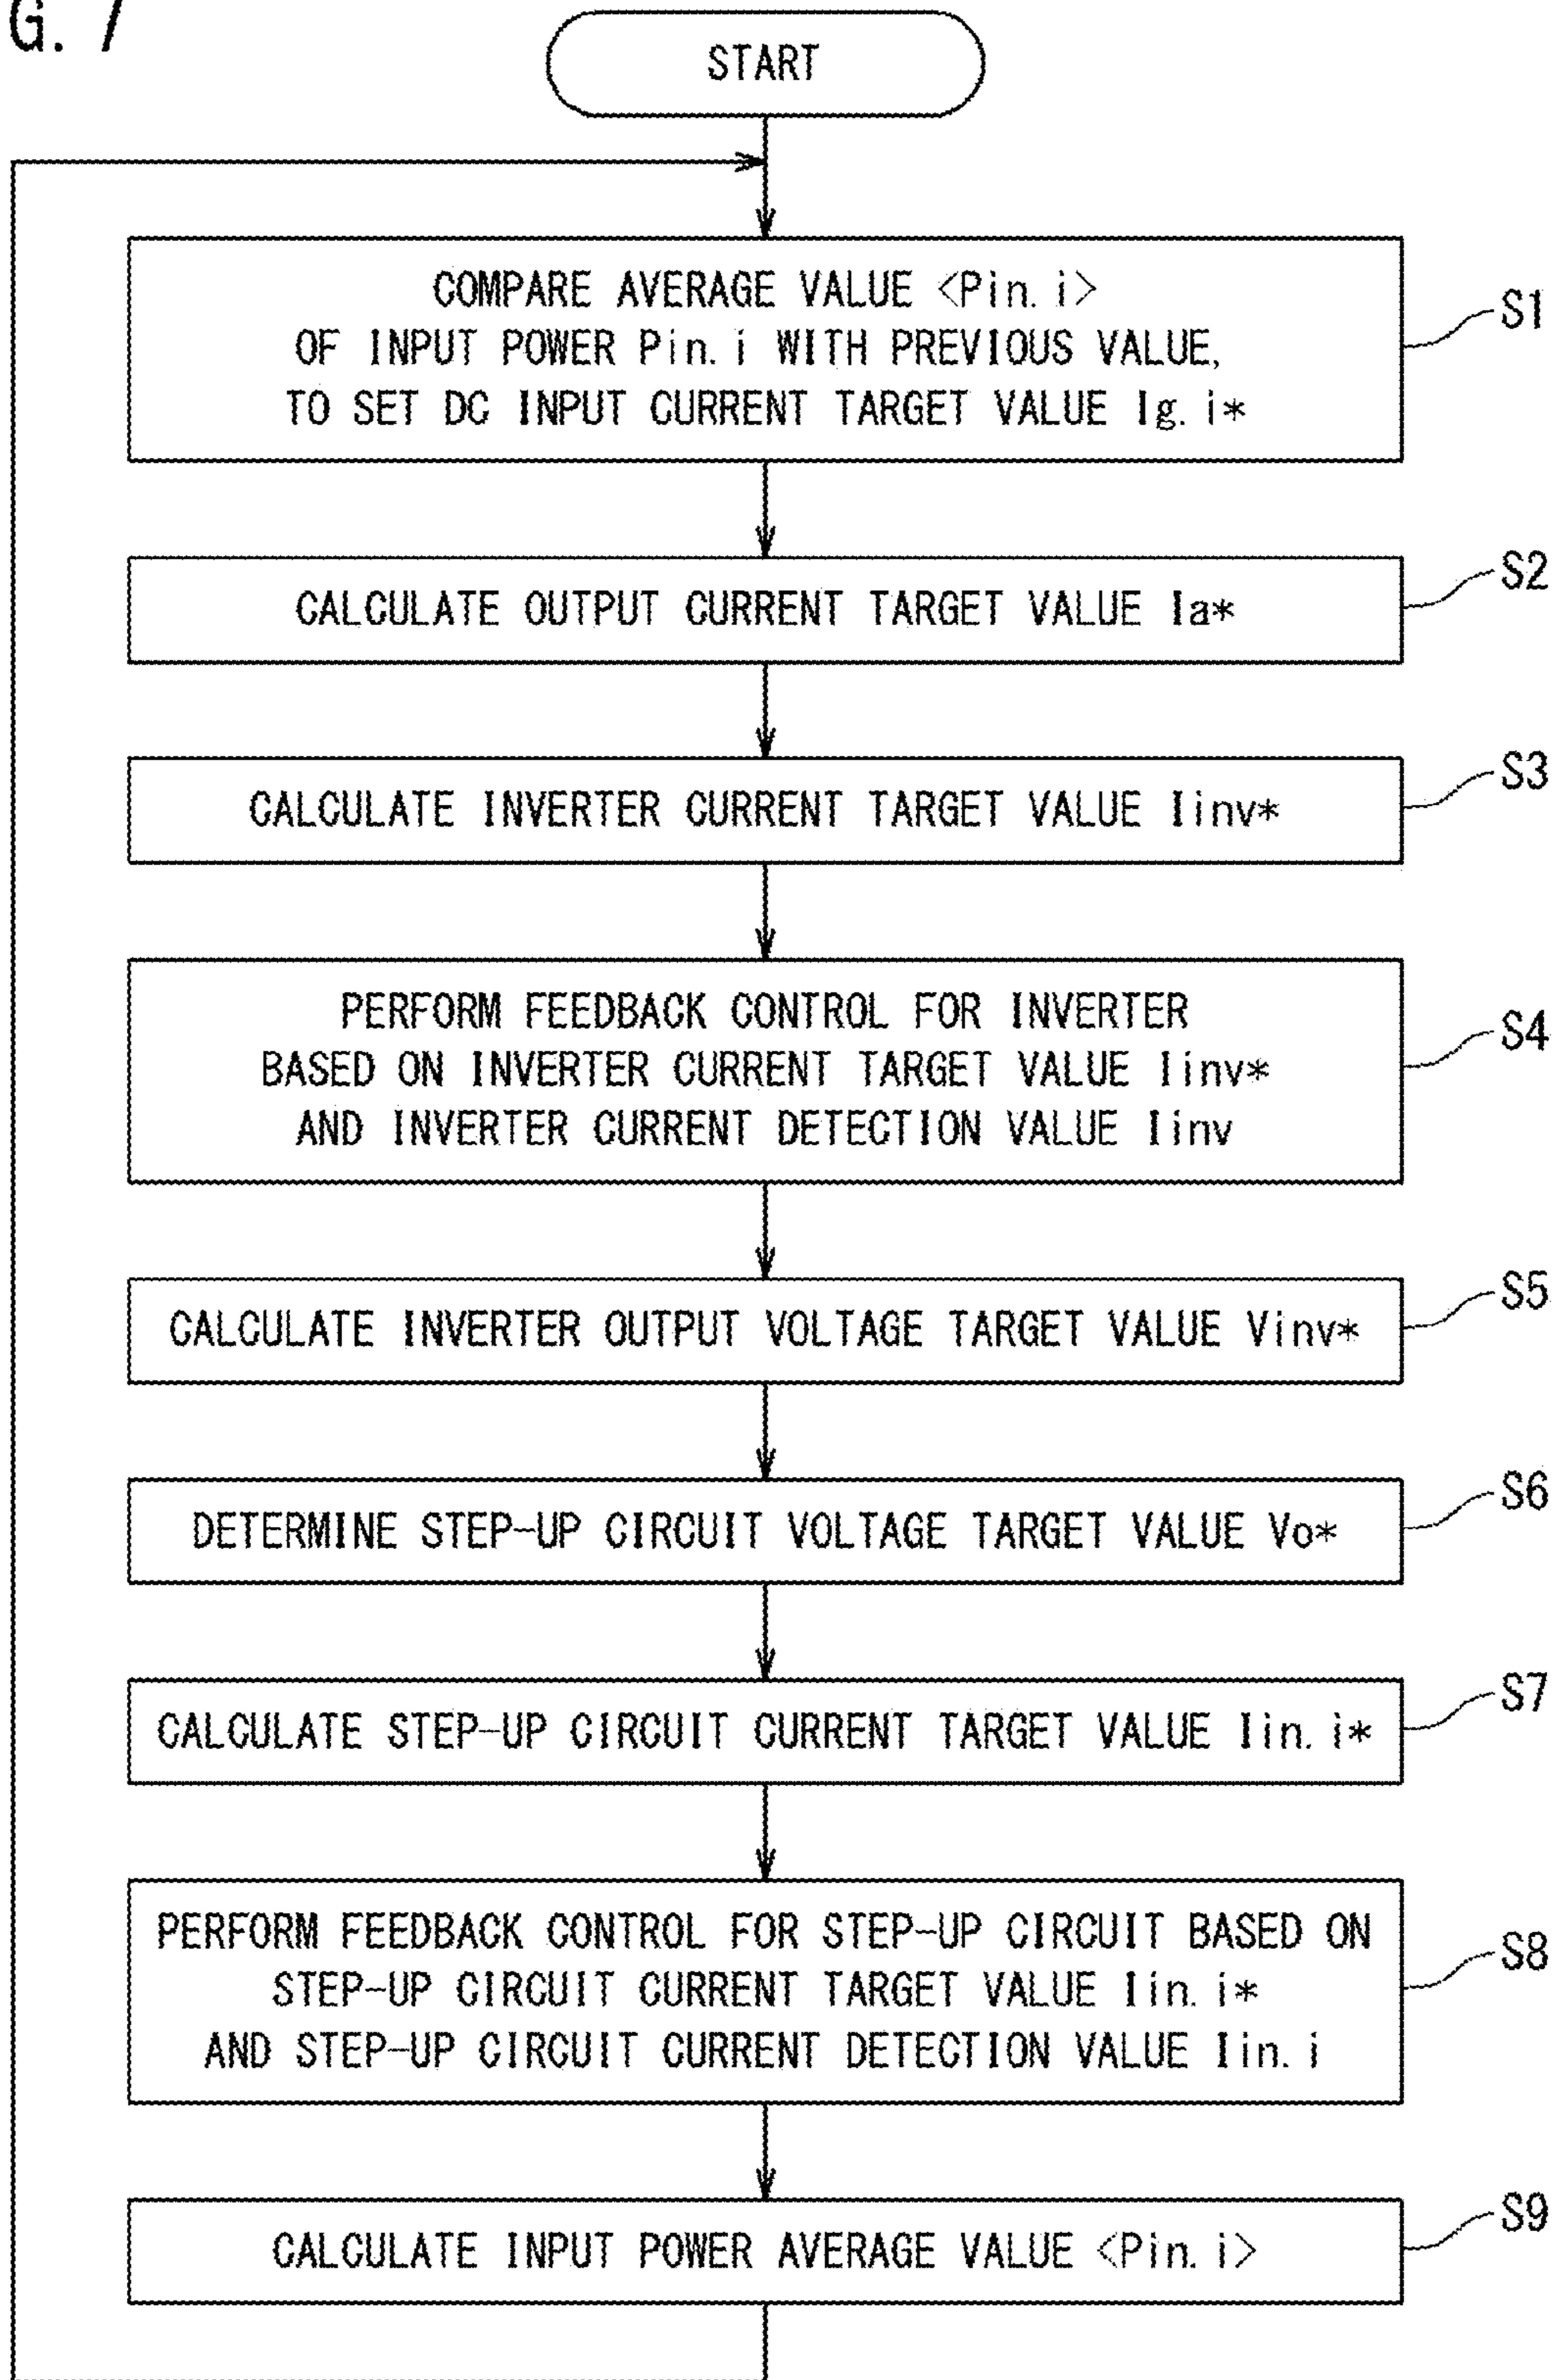 G. 7
START
COMPARE AVERAGE VALUE <Pin. i>
OF INPUT POWER Pin. i WITH PREVIOUS VALUE,
TO SET DC INPUT CURRENT TARGET VALUE Ig. i*
S1
CALCULATE OUTPUT CURRENT TARGET VALUE Ia*
S2
CALCULATE INVERTER CURRENT TARGET VALUE Iinv*
S3
PERFORM FEEDBACK CONTROL FOR INVERTER
BASED ON INVERTER CURRENT TARGET VALUE Iinv*
AND INVERTER CURRENT DETECTION VALUE Iinv
S4
CALCULATE INVERTER OUTPUT VOLTAGE TARGET VALUE Vinv*
S5
DETERMINE STEP-UP CIRCUIT VOLTAGE TARGET VALUE Vo*
S6
CALCULATE STEP-UP CIRCUIT CURRENT TARGET VALUE Iin. i*
S7
PERFORM FEEDBACK CONTROL FOR STEP-UP CIRCUIT BASED ON
STEP-UP CIRCUIT CURRENT TARGET VALUE Iin. i*
AND STEP-UP CIRCUIT CURRENT DETECTION VALUE Iin. i
S8
CALCULATE INPUT POWER AVERAGE VALUE <Pin. i>
S9